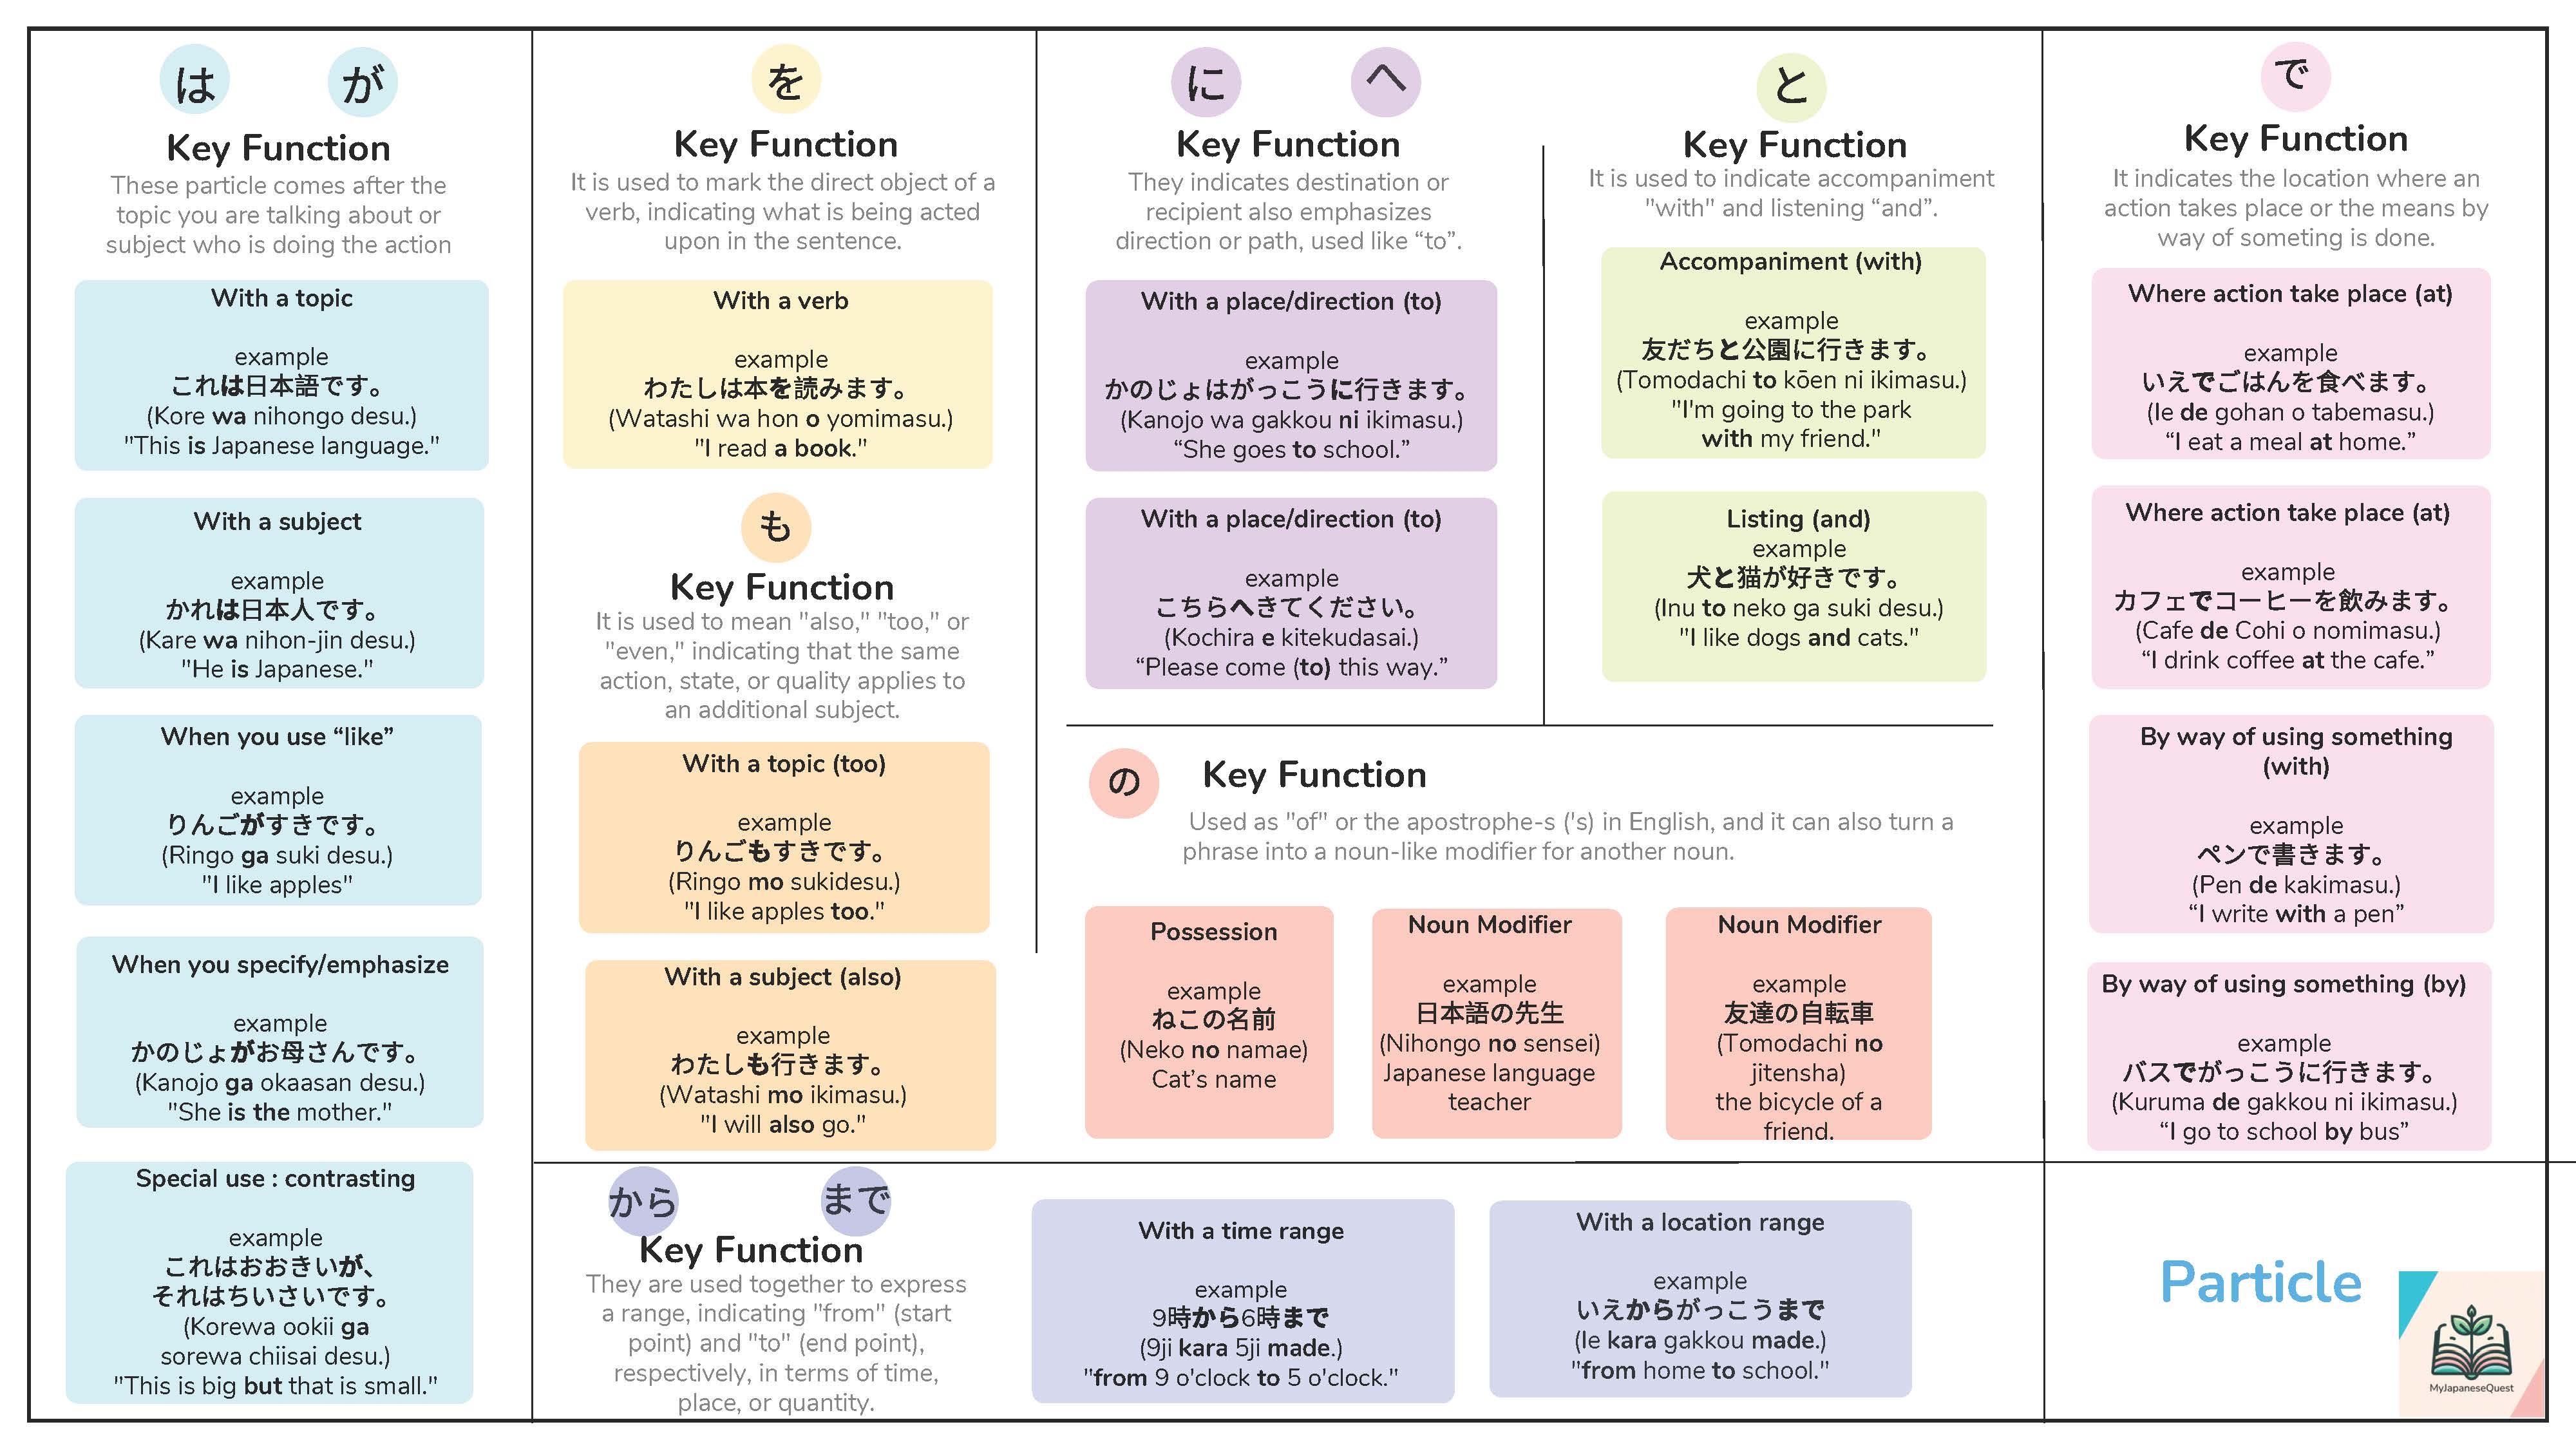 は が
Key Function
These particle comes after the
topic you are talking about or
subject who is doing the action
With a topic
example
これは日本語です。
(Kore wa nihongo desu.)
"This is Japanese language."
With a subject
example
かれは日本人です。
(Kare wa nihon-jin desu.)
"He is Japanese."
When you use “like”
example
りんごがすきです。
(Ringo ga suki desu.)
"I like apples"
When you specify/emphasize
example
かのじょがお母さんです。
(Kanojo ga okaasan desu.)
"She is the mother."
Special use : contrasting
example
これはおおきいが、
それはちいさいです。
(Korewa ookii ga
sorewa chiisai desu.)
"This is big but that is small."
を
Key Function
It is used to mark the direct object of a
verb, indicating what is being acted
upon in the sentence.
With a verb
example
わたしは本を読みます。
(Watashi wa hon o yomimasu.)
"I read a book."
も
Key Function
It is used to mean "also," "too," or
"even," indicating that the same
action, state, or quality applies to
an additional subject.
With a topic (too)
example
りんごもすきです。
(Ringo mo sukidesu.)
"I like apples too."
With a subject (also)
example
わたしも行きます。
(Watashi mo ikimasu.)
"I will also go."
に へ
Key Function
They indicates destination or
recipient also emphasizes
direction or path, used like “to”.
With a place/direction (to)
example
かのじょはがっこうに行きます。
(Kanojo wa gakkou ni ikimasu.)
“She goes to school.”
With a place/direction (to)
example
こちらへきてください。
(Kochira e kitekudasai.)
“Please come (to) this way.”
と
Key Function
It is used to indicate accompaniment
"with" and listening “and”.
Accompaniment (with)
example
友だちと公園に行きます。
(Tomodachi to kōen ni ikimasu.)
"I'm going to the park
with my friend."
Listing (and)
example
犬と猫が好きです。
(Inu to neko ga suki desu.)
"I like dogs and cats."
の
Key Function
Used as "of" or the apostrophe-s ('s) in English, and it can also turn a
phrase into a noun-like modifier for another noun.
Possession
example
ねこの名前
(Neko no namae)
Cat’s name
Noun Modifier
example
日本語の先生
(Nihongo no sensei)
Japanese language
teacher
Noun Modifier
example
友達の自転車
(Tomodachi no
jitensha)
the bicycle of a
friend.
で
Key Function
It indicates the location where an
action takes place or the means by
way of someting is done.
Where action take place (at)
example
いえでごはんを食べます。
(Ie de gohan o tabemasu.)
“I eat a meal at home.”
Where action take place (at)
example
カフェでコーヒーを飲みます。
(Cafe de Cohi o nomimasu.)
“I drink coffee at the cafe.”
By way of using something
(with)
example
ペンで書きます。
(Pen de kakimasu.)
“I write with a pen”
By way of using something (by)
example
バスでがっこうに行きます。
(Kuruma de gakkou ni ikimasu.)
“I go to school by bus”
から まで
Key Function
They are used together to express
a range, indicating "from" (start
point) and "to" (end point),
respectively, in terms of time,
place, or quantity.
With a time range
example
9時から6時まで
(9ji kara 5ji made.)
"from 9 o'clock to 5 o'clock."
With a location range
example
いえからがっこうまで
(Ie kara gakkou made.)
"from home to school."
Particle
MyJapaneseQuest